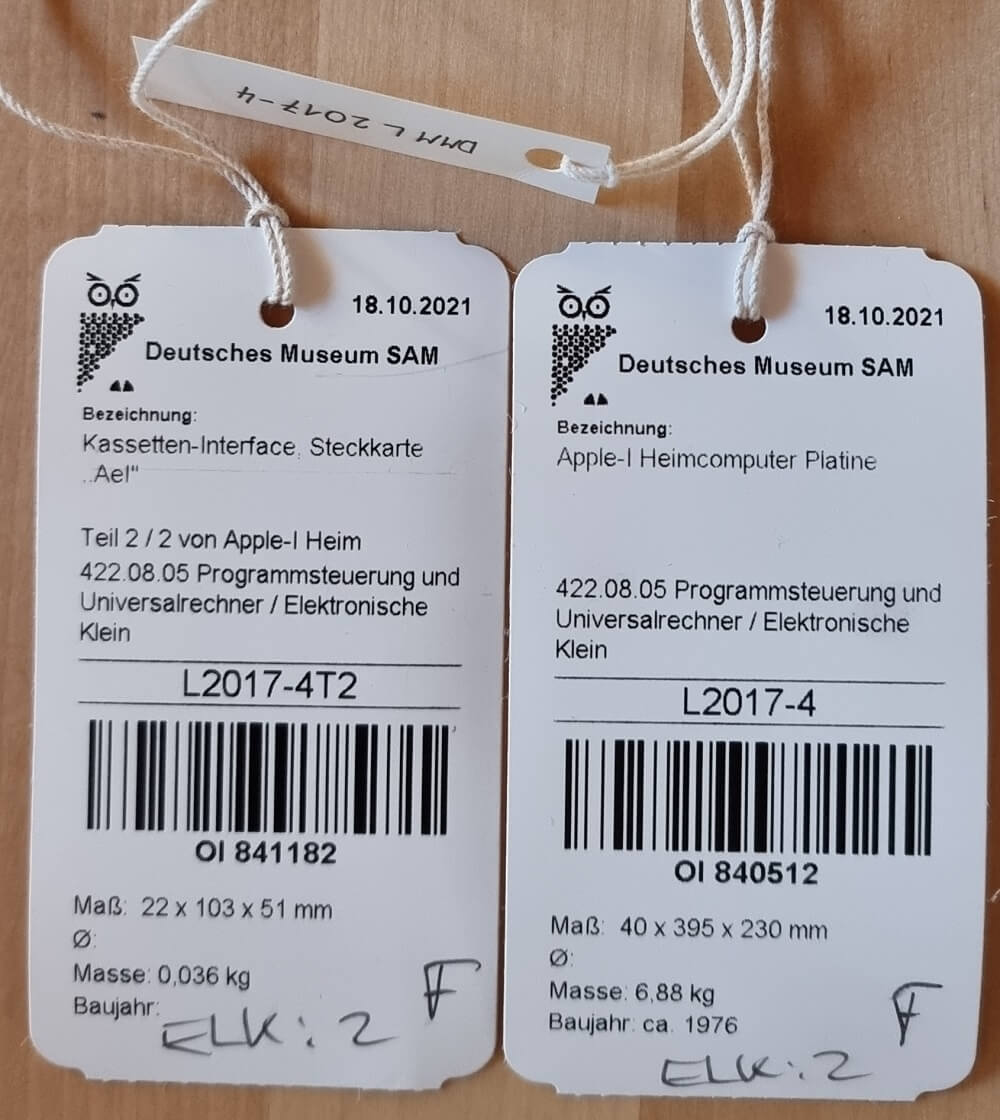 DMM L 2017-4
18.10.2021
Deutsches Museum SAM
Bezeichnung:
Kassetten-Interface, Steckkarte
„Ael"
Teil 2 / 2 von Apple-I Heim
422.08.05 Programmsteuerung und
Universalrechner / Elektronische
Klein
L2017-4T2
OI 841182
Maß: 22 x 103 x 51 mm
Ø:
Masse: 0,036 kg
Baujahr:
F
ELK: 2
18.10.2021
Deutsches Museum SAM
Bezeichnung:
Apple-I Heimcomputer Platine
422.08.05 Programmsteuerung und
Universalrechner / Elektronische
Klein
L2017-4
OI 840512
Maß: 40 x 395 x 230 mm
Ø:
Masse: 6,88 kg
Baujahr: ca. 1976
F
ELK: 2